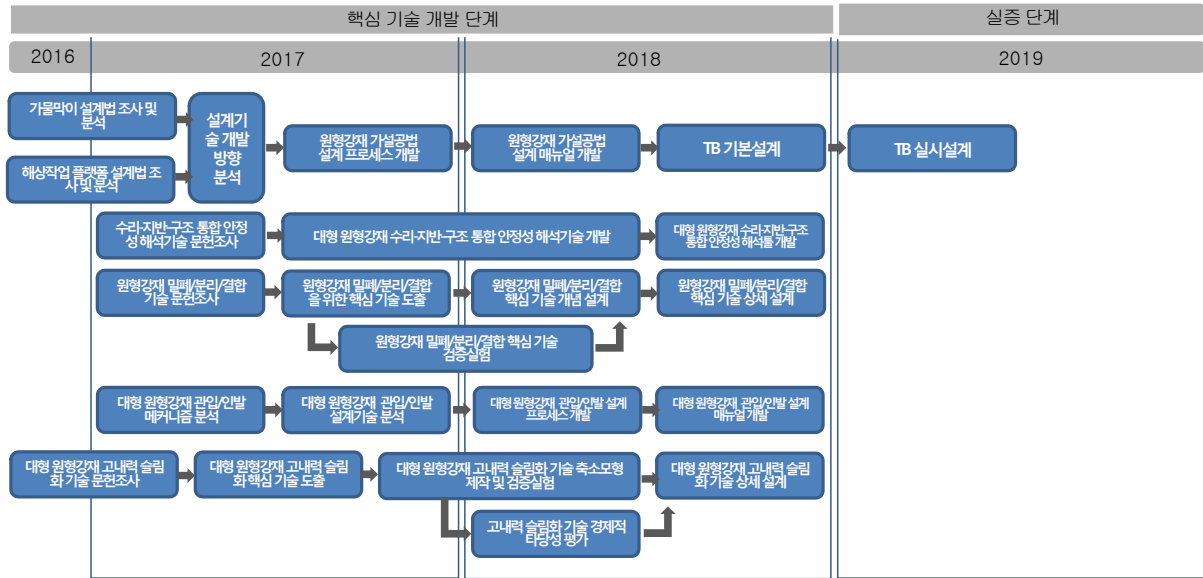 핵심 기술 개발 단계
실증 단계
2016
2017
2018
2019
가물막이 설계법 조사 및
분석
해상작업 플랫폼 설계법 조
사 및 분석
설계기
술 개발
방향
분석
원형강재 가설공법
설계 프로세스 개발
원형강재 가설공법
설계 매뉴얼 개발
TB 기본설계
TB 실시설계
수리-지반-구조 통합 안정
성 해석기술 문헌조사
대형 원형강재 수리-지반-구조 통합 안정성 해석기술 개발
대형 원형강재 수리-지반-구조
통합 안정성 해석툴 개발
원형강재 밀폐/분리/결합
기술 문헌조사
원형강재 밀폐/분리/결합
을 위한 핵심 기술 도출
원형강재 밀폐/분리/결합
핵심 기술 개념 설계
원형강재 밀폐/분리/결합
핵심 기술 상세 설계
원형강재 밀폐/분리/결합 핵심 기술
검증실험
대형 원형강재 관입/인발
메커니즘 분석
대형 원형강재 관입/인발
설계기술 분석
대형 원형강재 관입/인발 설계
프로세스 개발
대형 원형강재 관입/인발 설계
매뉴얼 개발
대형 원형강재 고내력 슬림
화 기술 문헌조사
대형 원형강재 고내력 슬림
화 핵심 기술 도출
대형 원형강재 고내력 슬림화 기술 축소모형
제작 및 검증실험
대형 원형강재 고내력 슬림
화 기술 상세 설계
고내력 슬림화 기술 경제적
타당성 평가